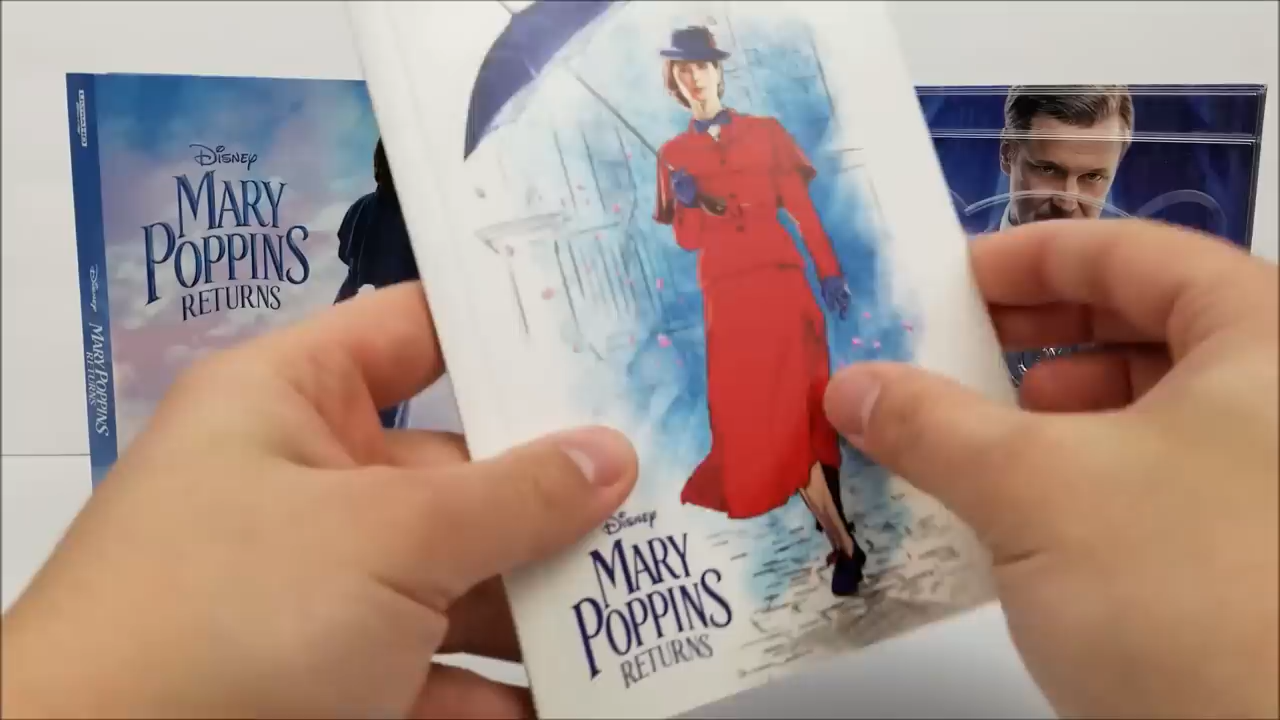 Disney
MARY
POPPINS
RETURNS
Disney
MARY POPPINS
RETURNS
Disney
MARY
POPPINS
RETURNS